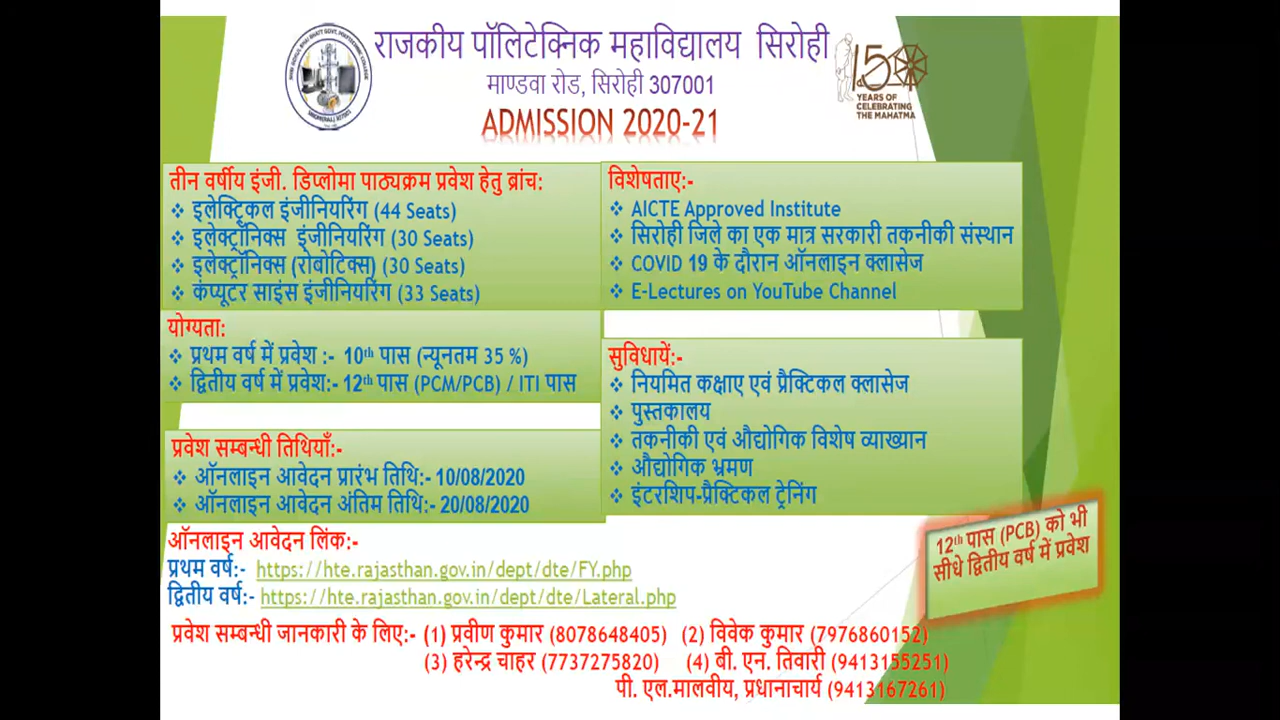 राजकीय पॉलिटेक्निक महाविद्यालय सिरोही
माण्डवा रोड, सिरोही 307001
ADMISSION 2020-21
150
YEARS OF
CELEBRATING
THE MAHATMA
तीन वर्षीय इंजी. डिप्लोमा पाठ्यक्रम प्रवेश हेतु ब्रांच:
❖ इलेक्ट्रिकल इंजीनियरिंग (44 Seats)
❖ इलेक्ट्रॉनिक्स इंजीनियरिंग (30 Seats)
❖ इलेक्ट्रॉनिक्स (रोबोटिक्स) (30 Seats)
❖ कंप्यूटर साइंस इंजीनियरिंग (33 Seats)
योग्यता:
❖ प्रथम वर्ष में प्रवेश :- 10th पास (न्यूनतम 35 %)
❖ द्वितीय वर्ष में प्रवेश:- 12th पास (PCM/PCB) / ITI पास
प्रवेश सम्बन्धी तिथियाँ:-
❖ ऑनलाइन आवेदन प्रारंभ तिथि:- 10/08/2020
❖ ऑनलाइन आवेदन अंतिम तिथि:- 20/08/2020
विशेषताए:-
❖ AICTE Approved Institute
❖ सिरोही जिले का एक मात्र सरकारी तकनीकी संस्थान
❖ COVID 19 के दौरान ऑनलाइन क्लासेज
❖ E-Lectures on YouTube Channel
सुविधायें:-
❖ नियमित कक्षाए एवं प्रैक्टिकल क्लासेज
❖ पुस्तकालय
❖ तकनीकी एवं औद्योगिक विशेष व्याख्यान
❖ औद्योगिक भ्रमण
❖ इंटरशिप-प्रैक्टिकल ट्रेनिंग
12th पास (PCB) को भी
सीधे द्वितीय वर्ष में प्रवेश
ऑनलाइन आवेदन लिंक:-
प्रथम वर्ष:- https://hte.rajasthan.gov.in/dept/dte/FY.php
द्वितीय वर्ष:- https://hte.rajasthan.gov.in/dept/dte/Lateral.php
प्रवेश सम्बन्धी जानकारी के लिए:- (1) प्रवीण कुमार (8078648405) (2) विवेक कुमार (7976860152)
(3) हरेन्द्र चाहर (7737275820) (4) बी. एन. तिवारी (9413155251)
पी. एल.मालवीय, प्रधानाचार्य (9413167261)